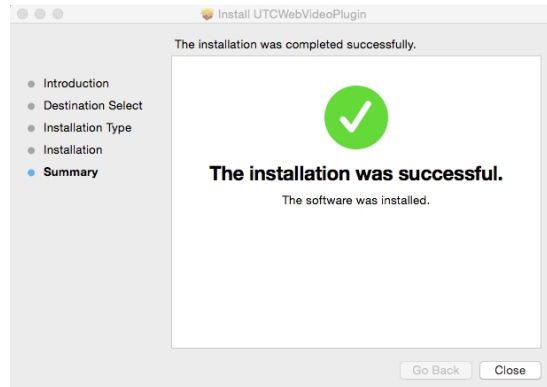 Install UTCWebVideoPlugin
The installation was completed successfully.
Introduction
Destination Select
Installation Type
Installation
Summary
The installation was successful.
The software was installed.
Go Back
Close